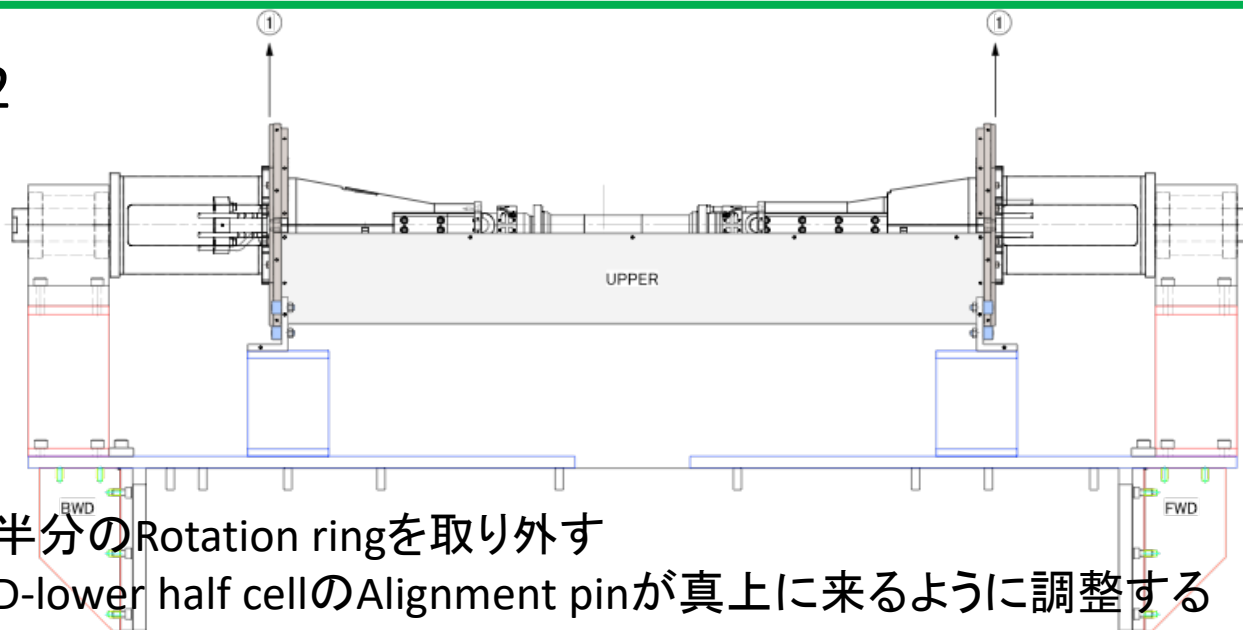 ① ①
2
UPPER
BWD FWD
半分のRotation ringを取り外す
D-lower half cellのAlignment pinが真上に来るように調整する